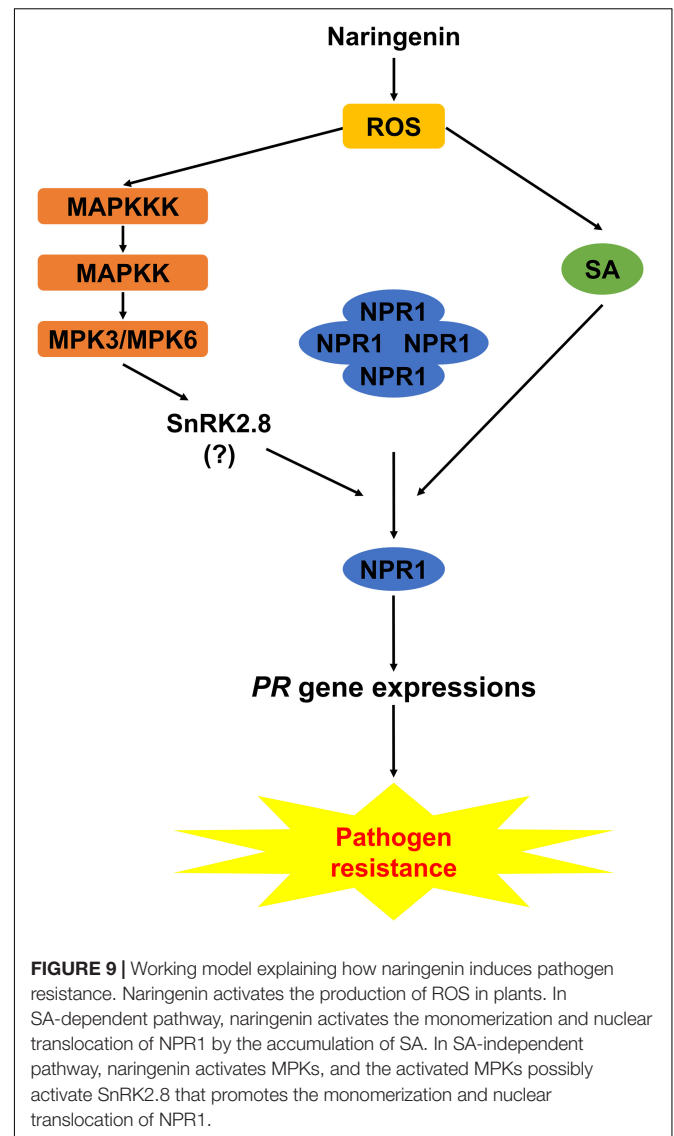 Naringenin
ROS
MAPKKK
MAPKK
SA
NPR1
NPR1 NPR1
MPK3/MPK6
NPR1
SnRK2.8
(?)
NPR1
PR gene expressions
Pathogen
resistance
FIGURE 9 | Working model explaining how naringenin induces pathogen
resistance. Naringenin activates the production of ROS in plants. In
SA-dependent pathway, naringenin activates the monomerization and nuclear
translocation of NPR1 by the accumulation of SA. In SA-independent
pathway, naringenin activates MPKs, and the activated MPKs possibly
activate SnRK2.8 that promotes the monomerization and nuclear
translocation of NPR1.